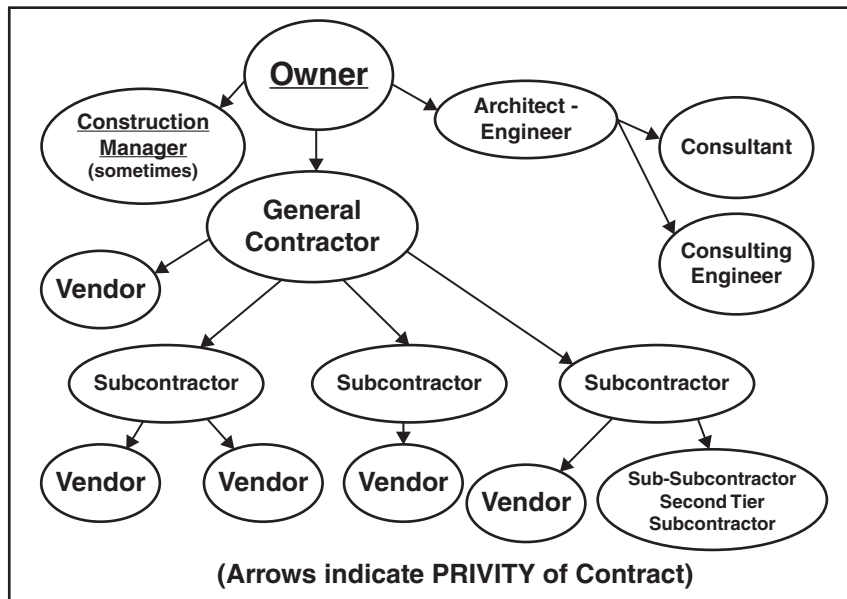 Owner
Construction
Manager
(sometimes)
Architect -
Engineer
Consultant
General
Contractor
Consulting
Engineer
Vendor
Subcontractor
Subcontractor
Subcontractor
Vendor
Vendor
Vendor
Vendor
Sub-Subcontractor
Second Tier
Subcontractor
(Arrows indicate PRIVITY of Contract)